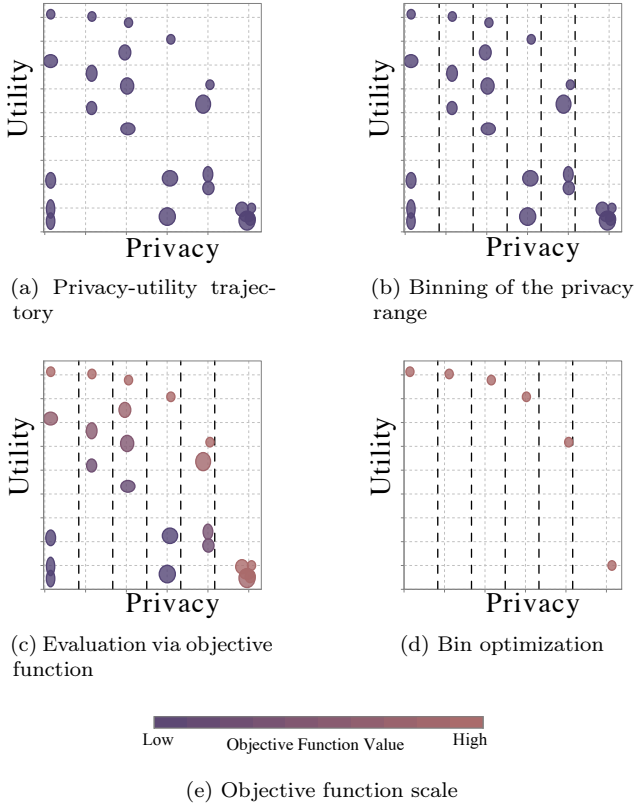 Utility
Privacy
(a) Privacy-utility trajec-
tory
Utility
Privacy
(b) Binning of the privacy
range
Utility
Privacy
(c) Evaluation via objective
function
Utility
Privacy
(d) Bin optimization
Low
Objective Function Value
High
(e) Objective function scale